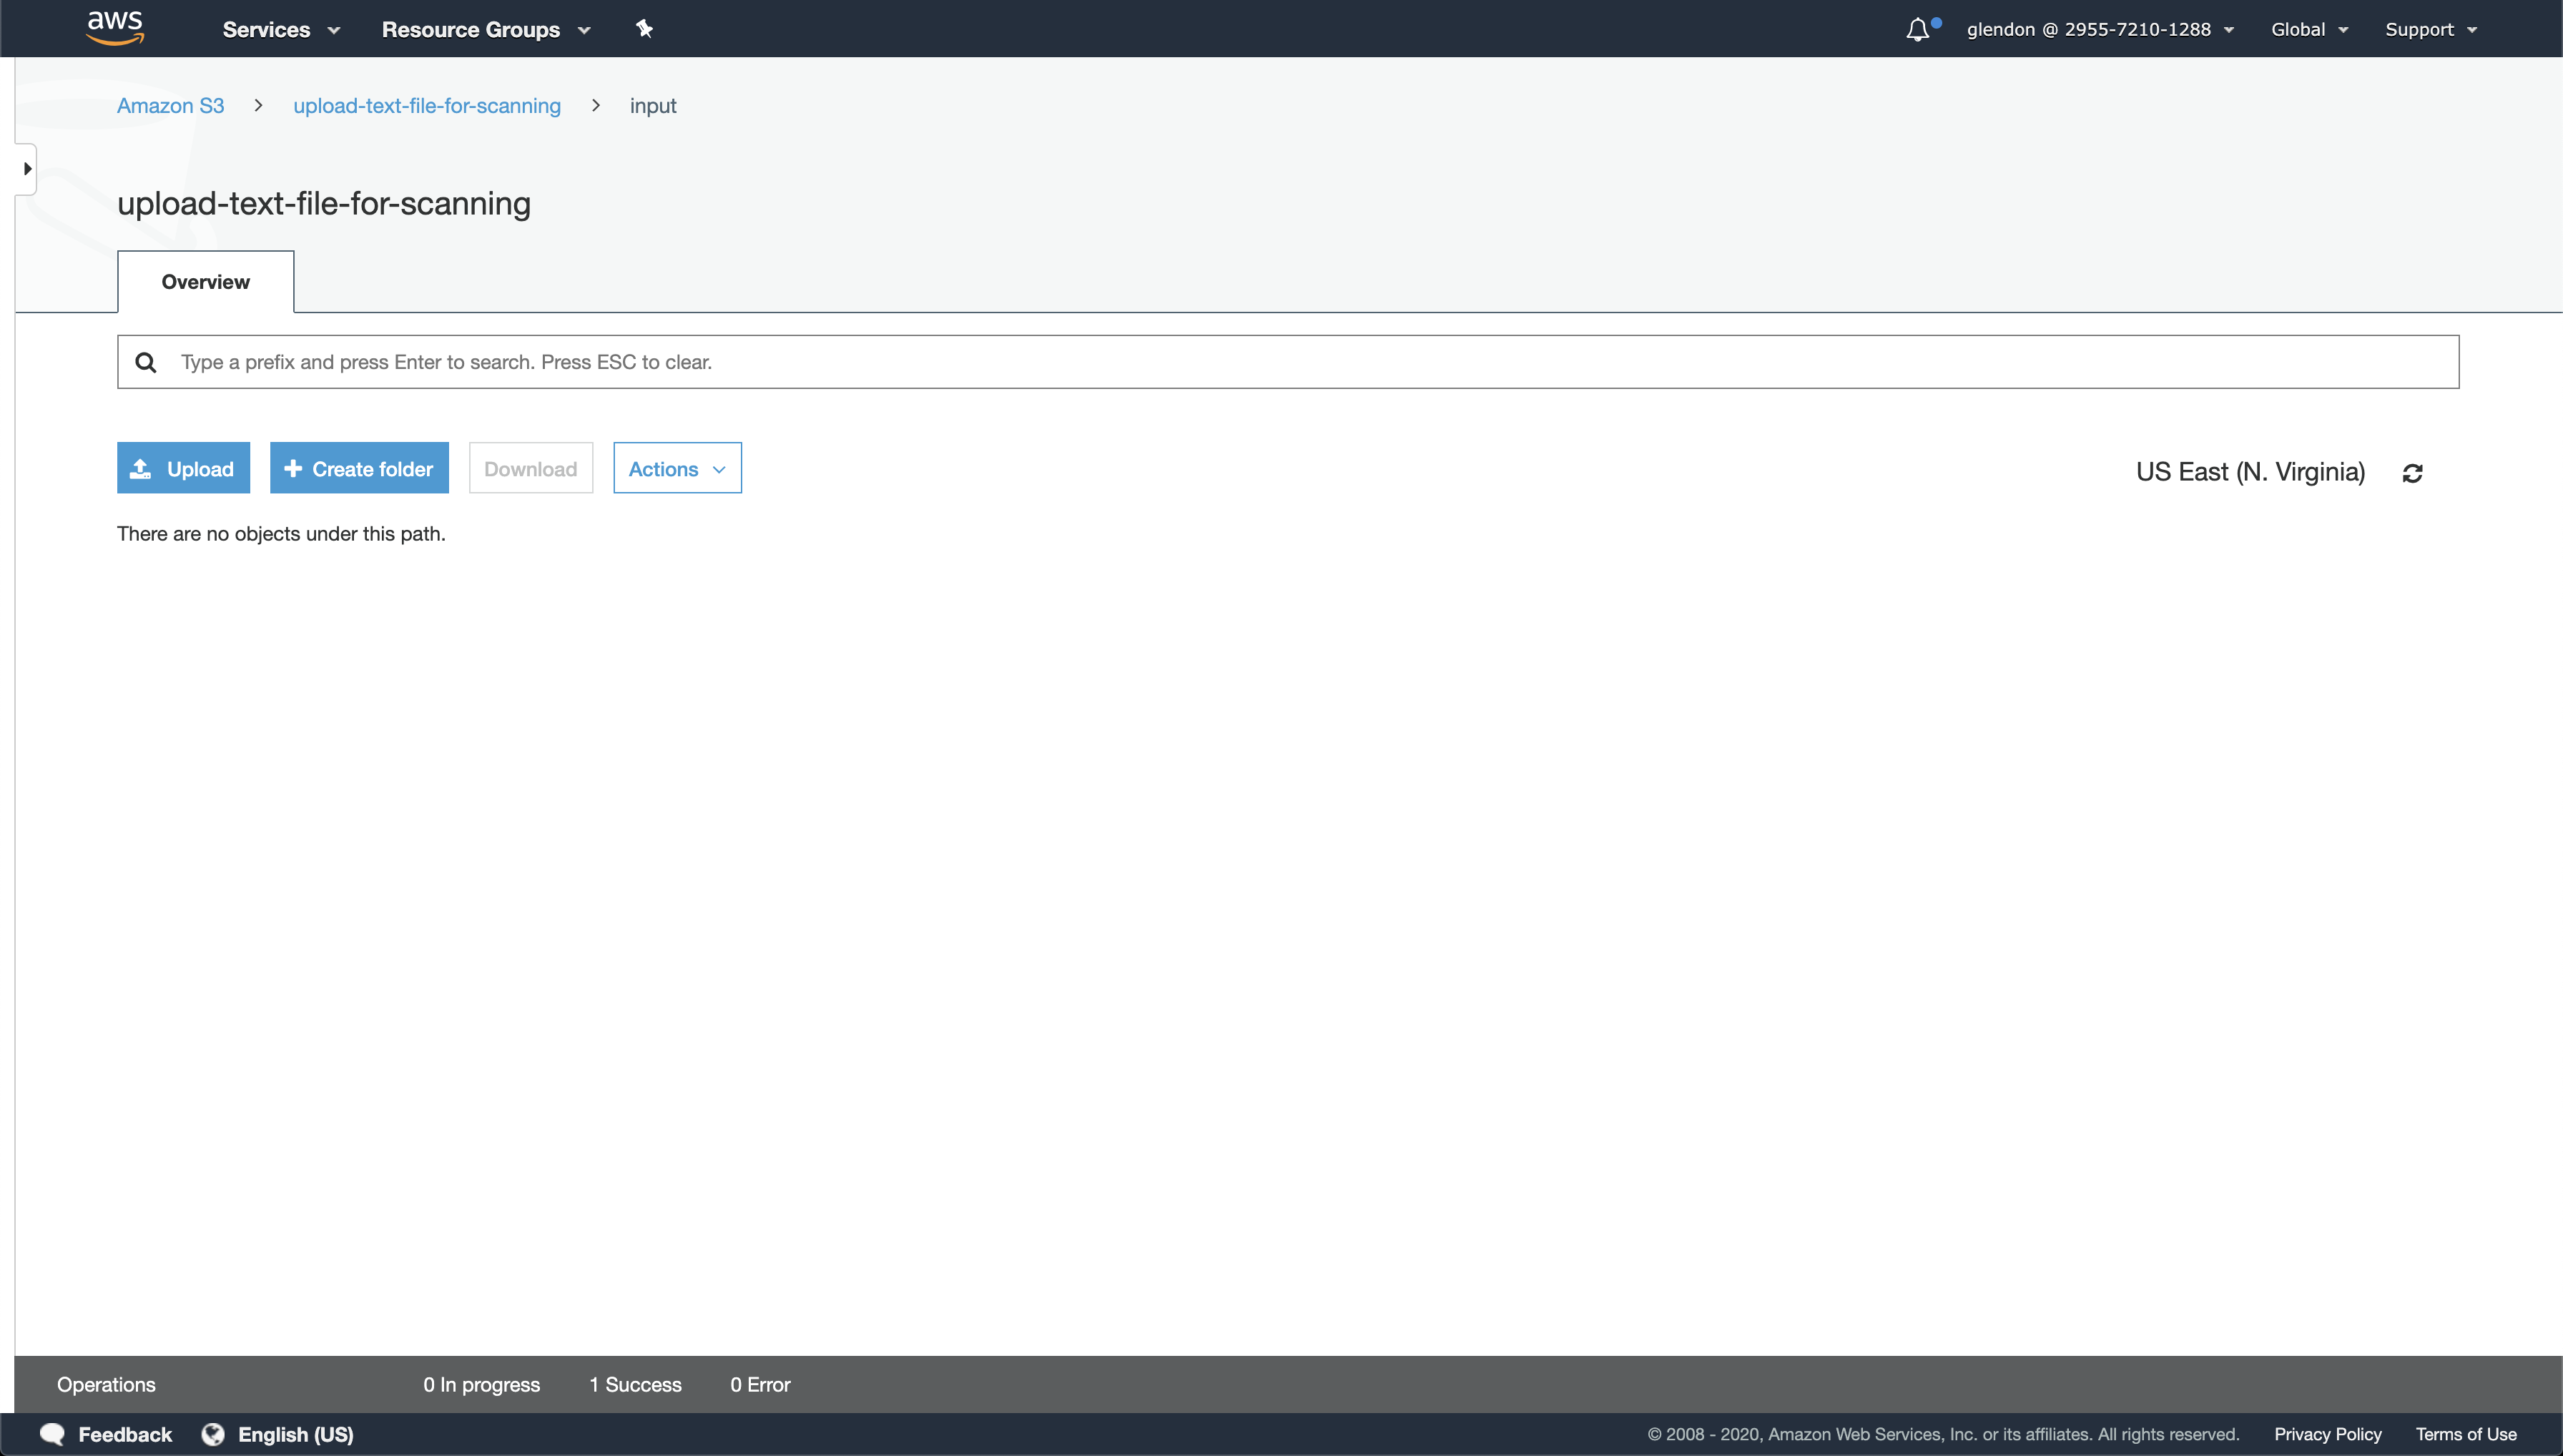 aws Services Resource Groups glendon @ 2955-7210-1288 Global Support
Amazon S3 > upload-text-file-for-scanning > input
upload-text-file-for-scanning
Overview
Type a prefix and press Enter to search. Press ESC to clear.
Upload + Create folder Download Actions US East (N. Virginia)
There are no objects under this path.
Operations 0 In progress 1 Success 0 Error
Feedback English (US) © 2008 - 2020, Amazon Web Services, Inc. or its affiliates. All rights reserved. Privacy Policy Terms of Use